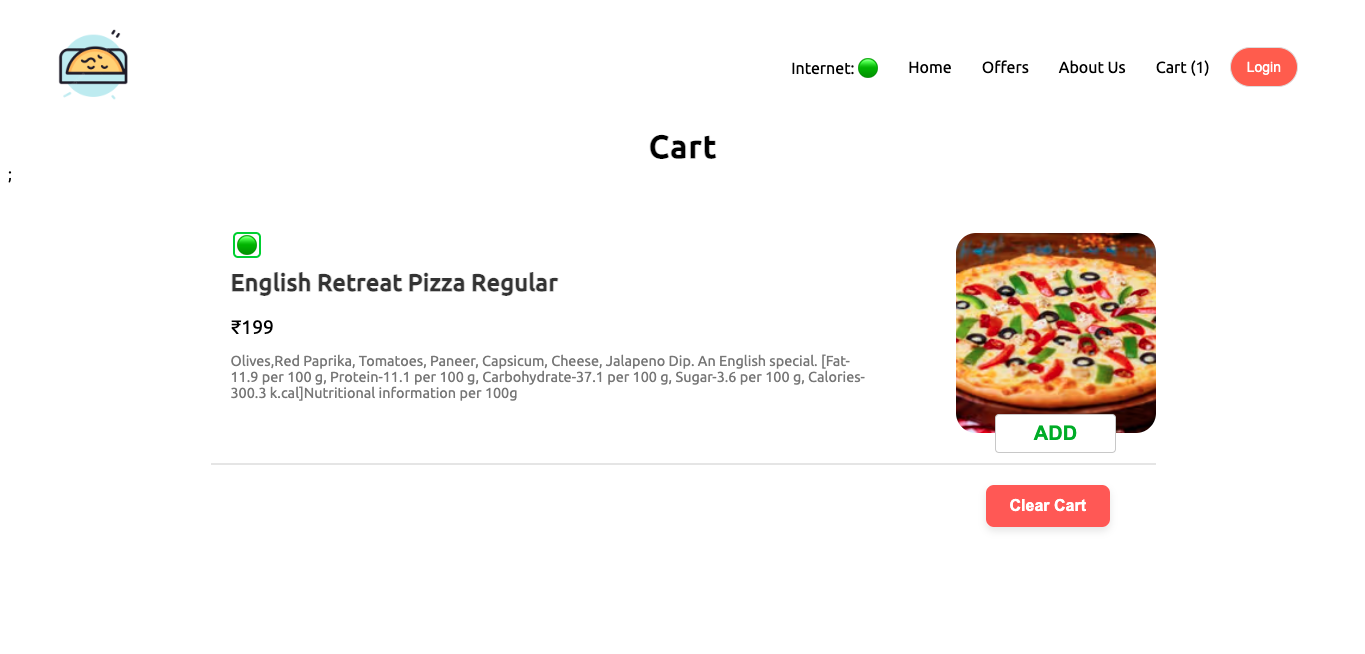 Internet: Home Offers About Us Cart (1) Login
Cart
;
English Retreat Pizza Regular
₹199
Olives,Red Paprika, Tomatoes, Paneer, Capsicum, Cheese, Jalapeno Dip. An English special. [Fat-
11.9 per 100 g, Protein-11.1 per 100 g, Carbohydrate-37.1 per 100 g, Sugar-3.6 per 100 g, Calories-
300.3 k.cal]Nutritional information per 100g
ADD
Clear Cart